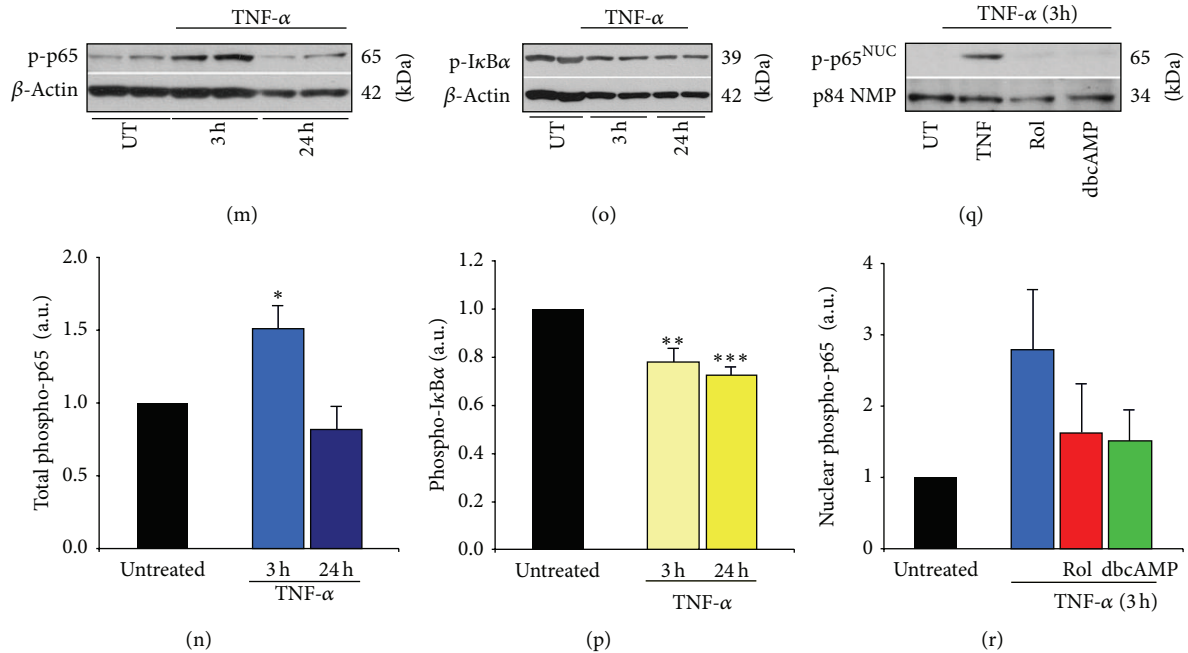 TNF-α
p-p65
65
β-Actin
42
(kDa)
UT
3 h
24 h
(m)
TNF-α
p-IκBα
39
β-Actin
42
(kDa)
UT
3 h
24 h
(o)
TNF-α (3h)
p-p65NUC
65
p84 NMP
34
(kDa)
UT
TNF
Rol
dbcAMP
(q)
Total phospho-p65 (a.u.)
2.0
1.5
1.0
0.5
0.0
*
Untreated
3 h
24 h
TNF-α
(n)
Phospho-IκBα (a.u.)
1.2
1.0
0.8
0.6
0.4
0.2
0.0
**
***
Untreated
3 h
24 h
TNF-α
(p)
Nuclear phospho-p65 (a.u.)
4
3
2
1
0
Untreated
Rol dbcAMP
TNF-α (3 h)
(r)